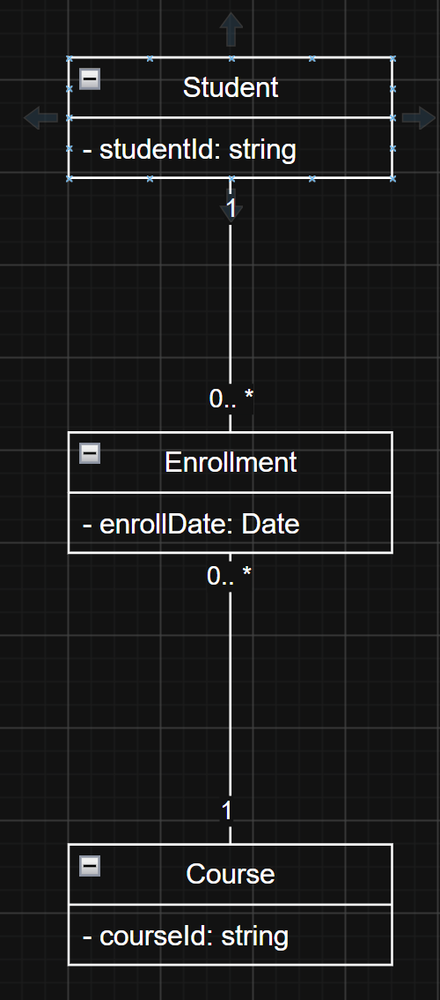 Student
- studentId: string
1
0.. *
Enrollment
- enrollDate: Date
0.. *
1
Course
- courseId: string